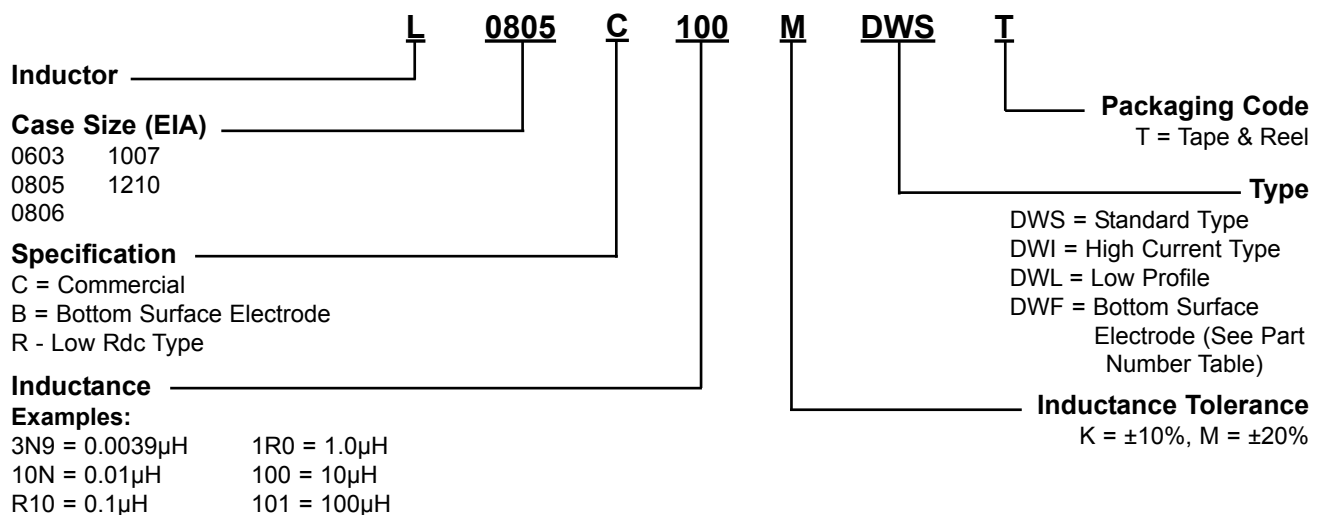 L 0805 C 100 M DWS T
Inductor
Case Size (EIA)
0603 1007
0805 1210
0806
Specification
C = Commercial
B = Bottom Surface Electrode
R - Low Rdc Type
Inductance
Examples:
3N9 = 0.0039µH 1R0 = 1.0µH
10N = 0.01µH 100 = 10µH
R10 = 0.1µH 101 = 100µH
Packaging Code
T = Tape & Reel
Type
DWS = Standard Type
DWI = High Current Type
DWL = Low Profile
DWF = Bottom Surface
Electrode (See Part
Number Table)
Inductance Tolerance
K = ±10%, M = ±20%